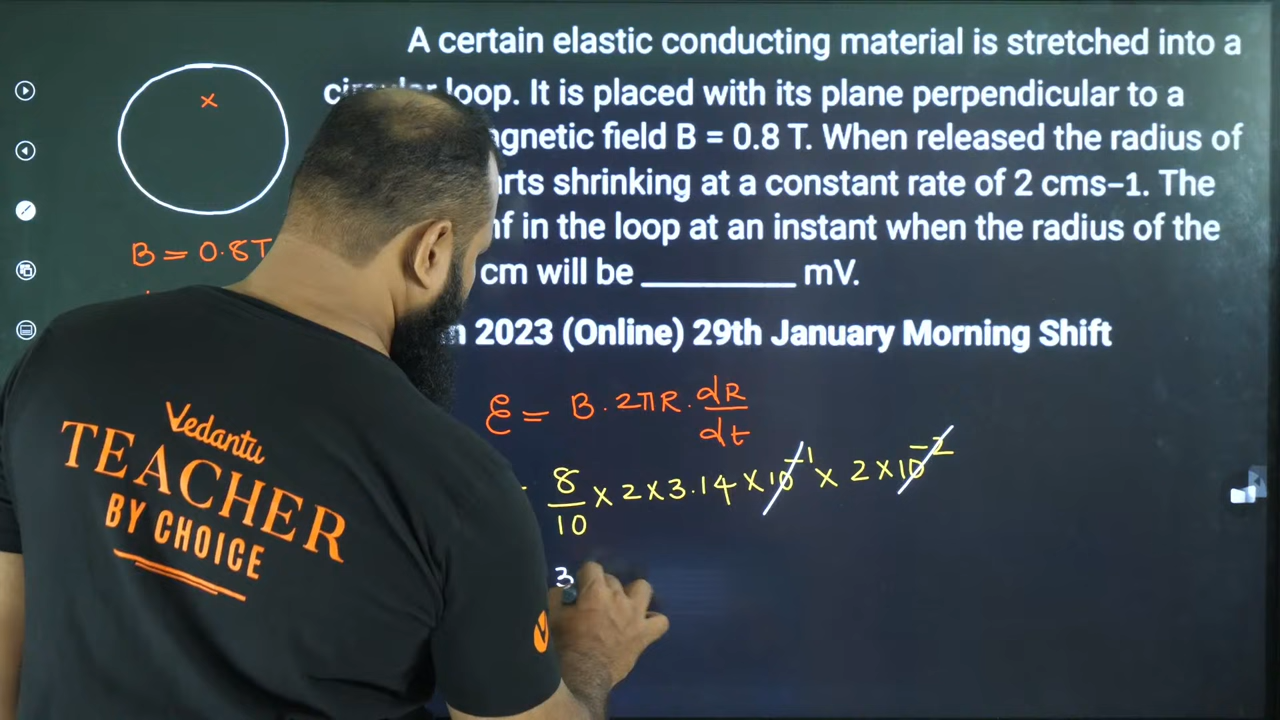 A certain elastic conducting material is stretched into a
loop. It is placed with its plane perpendicular to a
magnetic field B = 0.8 T. When released the radius of
shrinking at a constant rate of 2 cms–1. The
in the loop at an instant when the radius of the
cm will be ________ mV.
2023 (Online) 29th January Morning Shift
×
B = 0.8T
ℰ = B . 2πR . dR/dt
8/10 × 2 × 3.14 × 10⁻¹ × 2 × 10⁻²
3
Vedantu
TEACHER
BY CHOICE